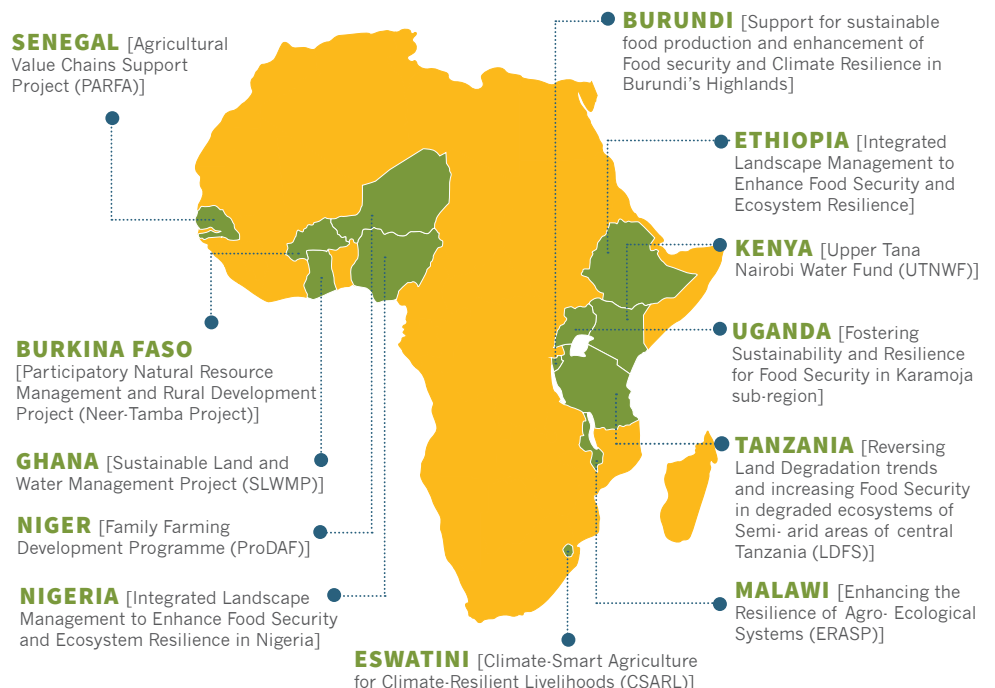 SENEGAL [Agricultural
Value Chains Support
Project (PARFA)]
BURKINA FASO
[Participatory Natural Resource
Management and Rural Development
Project (Neer-Tamba Project)]
GHANA [Sustainable Land and
Water Management Project (SLWMP)]
NIGER [Family Farming
Development Programme (ProDAF)]
NIGERIA [Integrated Landscape
Management to Enhance Food Security
and Ecosystem Resilience in Nigeria]
ESWATINI [Climate-Smart Agriculture
for Climate-Resilient Livelihoods (CSARL)]
BURUNDI [Support for sustainable
food production and enhancement of
Food security and Climate Resilience in
Burundi's Highlands]
ETHIOPIA [Integrated
Landscape Management to
Enhance Food Security and
Ecosystem Resilience]
KENYA [Upper Tana
Nairobi Water Fund (UTNWF)]
UGANDA [Fostering
Sustainability and Resilience
for Food Security in Karamoja
sub-region]
TANZANIA [Reversing
Land Degradation trends
and increasing Food Security
in degraded ecosystems of
Semi- arid areas of central
Tanzania (LDFS)]
MALAWI [Enhancing the
Resilience of Agro- Ecological
Systems (ERASP)]